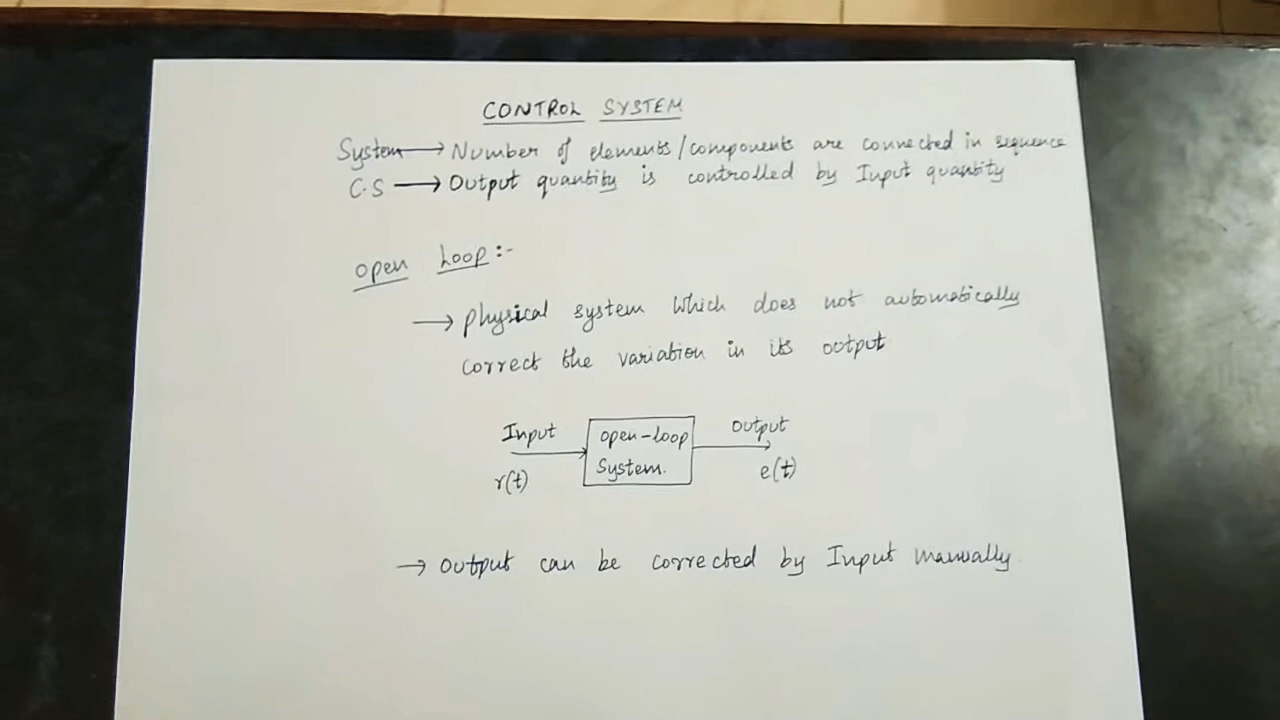 CONTROL SYSTEM
System → Number of elements/components are connected in sequence
C.S → Output quantity is controlled by Input quantity
Open Loop:-
→ Physical system which does not automatically
correct the variation in its output
Input
open-loop
System.
Output
r(t)
e(t)
→ Output can be corrected by Input manually